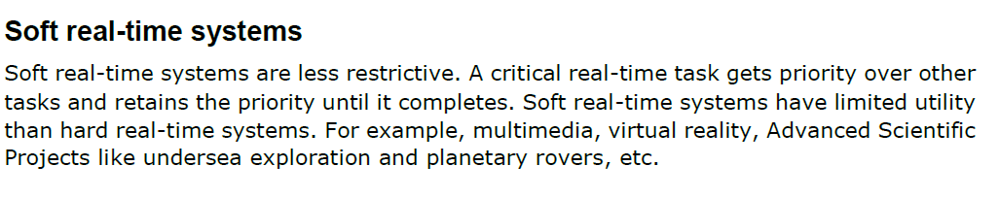 Soft real-time systems
Soft real-time systems are less restrictive. A critical real-time task gets priority over other
tasks and retains the priority until it completes. Soft real-time systems have limited utility
than hard real-time systems. For example, multimedia, virtual reality, Advanced Scientific
Projects like undersea exploration and planetary rovers, etc.